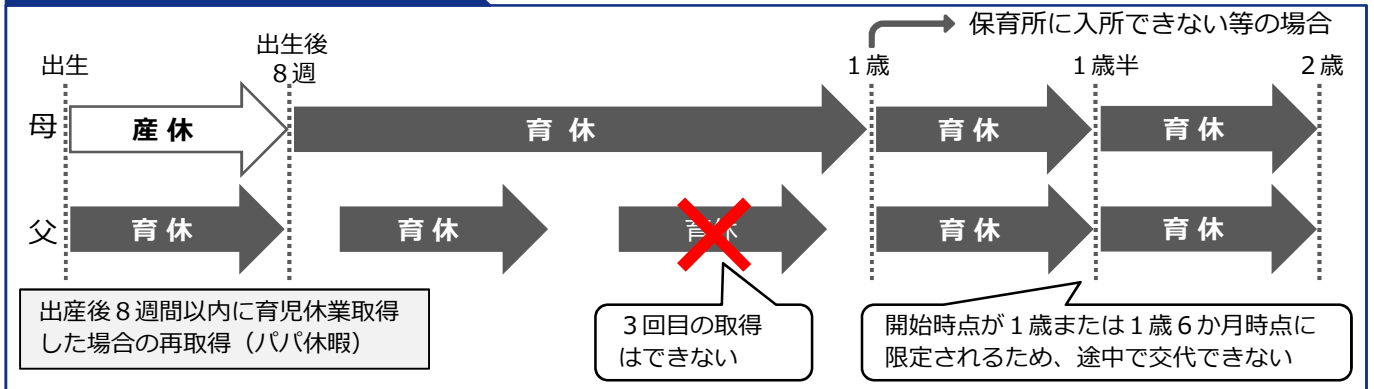 保育所に入所できない等の場合
出生
出生後
８週
１歳
１歳半
２歳
母
産 休
育 休
育 休
育 休
父
育 休
育 休
育休
育 休
育 休
出産後８週間以内に育児休業取得
した場合の再取得（パパ休暇）
３回目の取得
はできない
開始時点が１歳または１歳６か月時点に
限定されるため、途中で交代できない